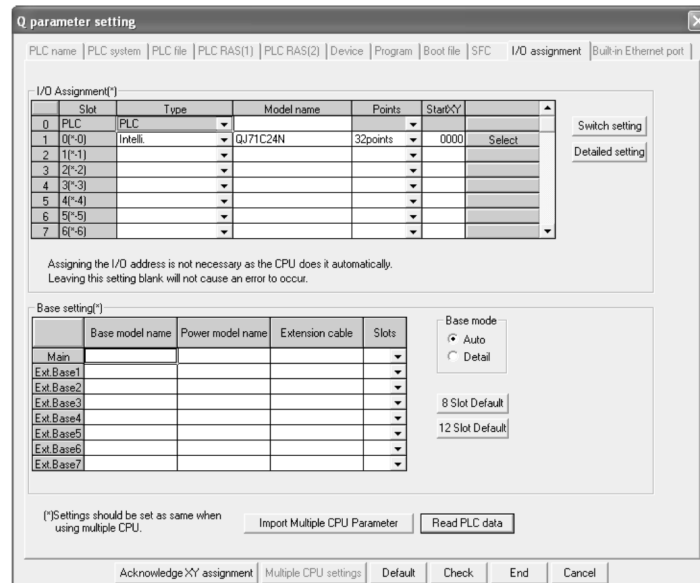 Q parameter setting
PLC name PLC system PLC file PLC RAS(1) PLC RAS(2) Device Program Boot file SFC I/O assignment Built-in Ethernet port
I/O Assignment(*)
Slot Type Model name Points StartXY
0 PLC PLC
1 0(*-0) Intelli. QJ71C24N 32points 0000 Select
2 1(*-1)
3 2(*-2)
4 3(*-3)
5 4(*-4)
6 5(*-5)
7 6(*-6)
Switch setting
Detailed setting
Assigning the I/O address is not necessary as the CPU does it automatically.
Leaving this setting blank will not cause an error to occur.
Base setting(*)
Base model name Power model name Extension cable Slots
Main
Ext.Base1
Ext.Base2
Ext.Base3
Ext.Base4
Ext.Base5
Ext.Base6
Ext.Base7
Base mode
Auto
Detail
8 Slot Default
12 Slot Default
(*)Settings should be set as same when
using multiple CPU.
Import Multiple CPU Parameter Read PLC data
Acknowledge XY assignment Multiple CPU settings Default Check End Cancel